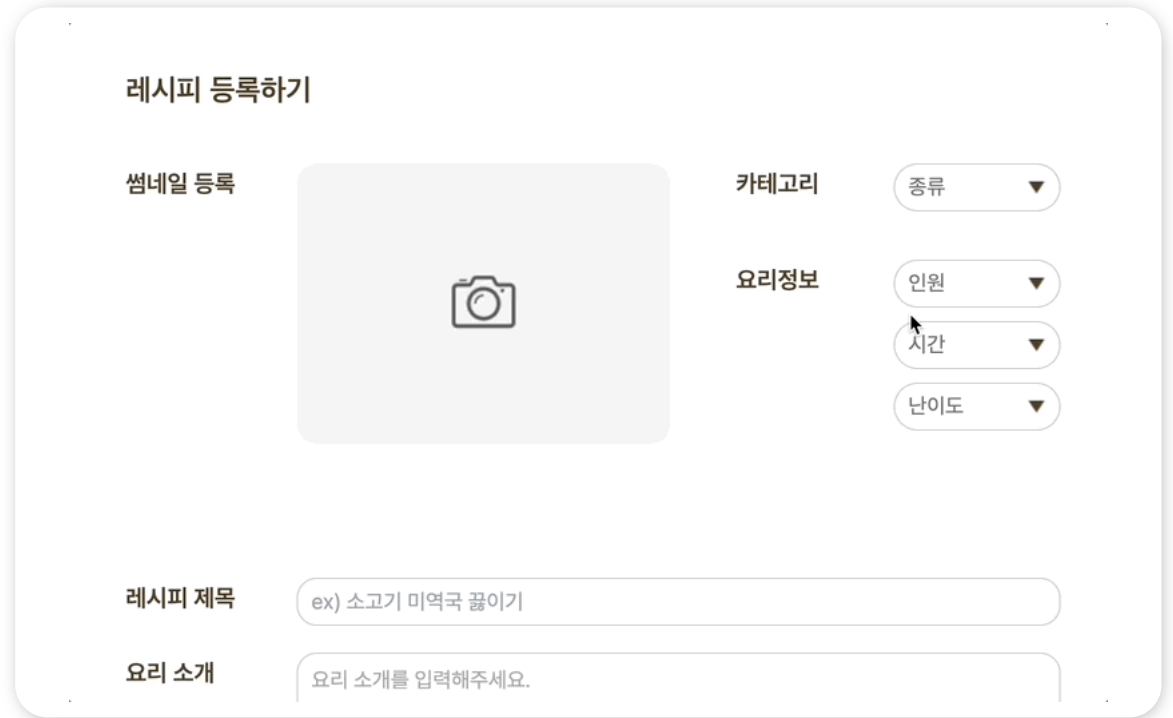 레시피 등록하기
썸네일 등록
카테고리
종류
요리정보
인원
시간
난이도
레시피 제목
ex) 소고기 미역국 끓이기
요리 소개
요리 소개를 입력해주세요.